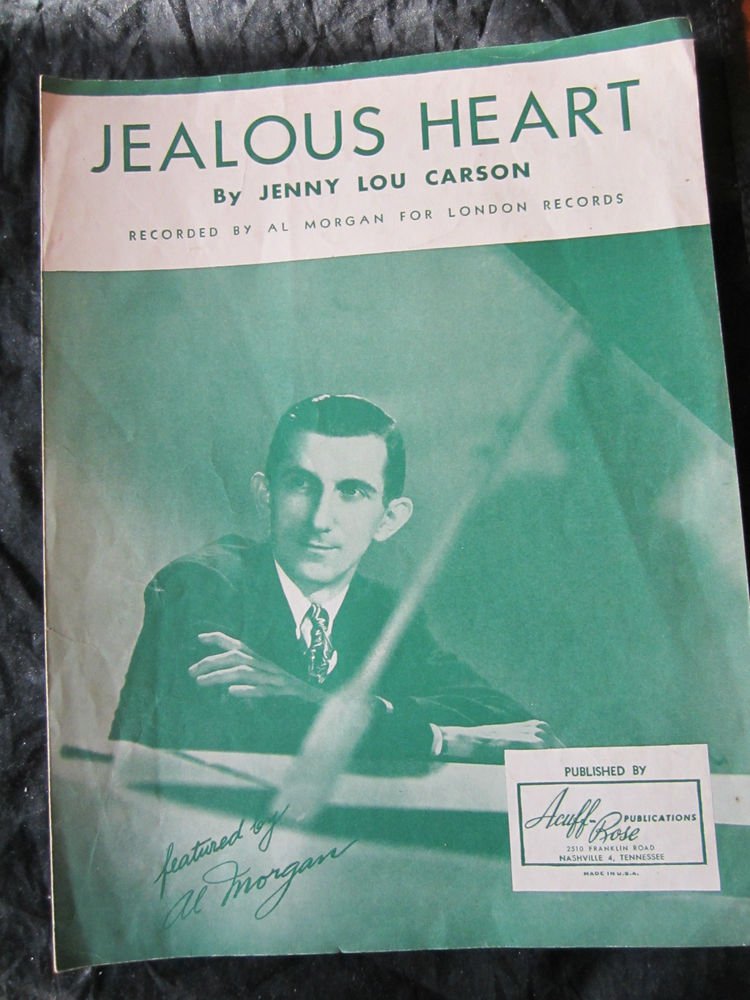 JEALOUS HEART
By JENNY LOU CARSON
RECORDED BY AL MORGAN FOR LONDON RECORDS
featured by
Al Morgan
PUBLISHED BY
Acuff-Rose PUBLICATIONS
2510 FRANKLIN ROAD
NASHVILLE 4, TENNESSEE
MADE IN U.S.A.